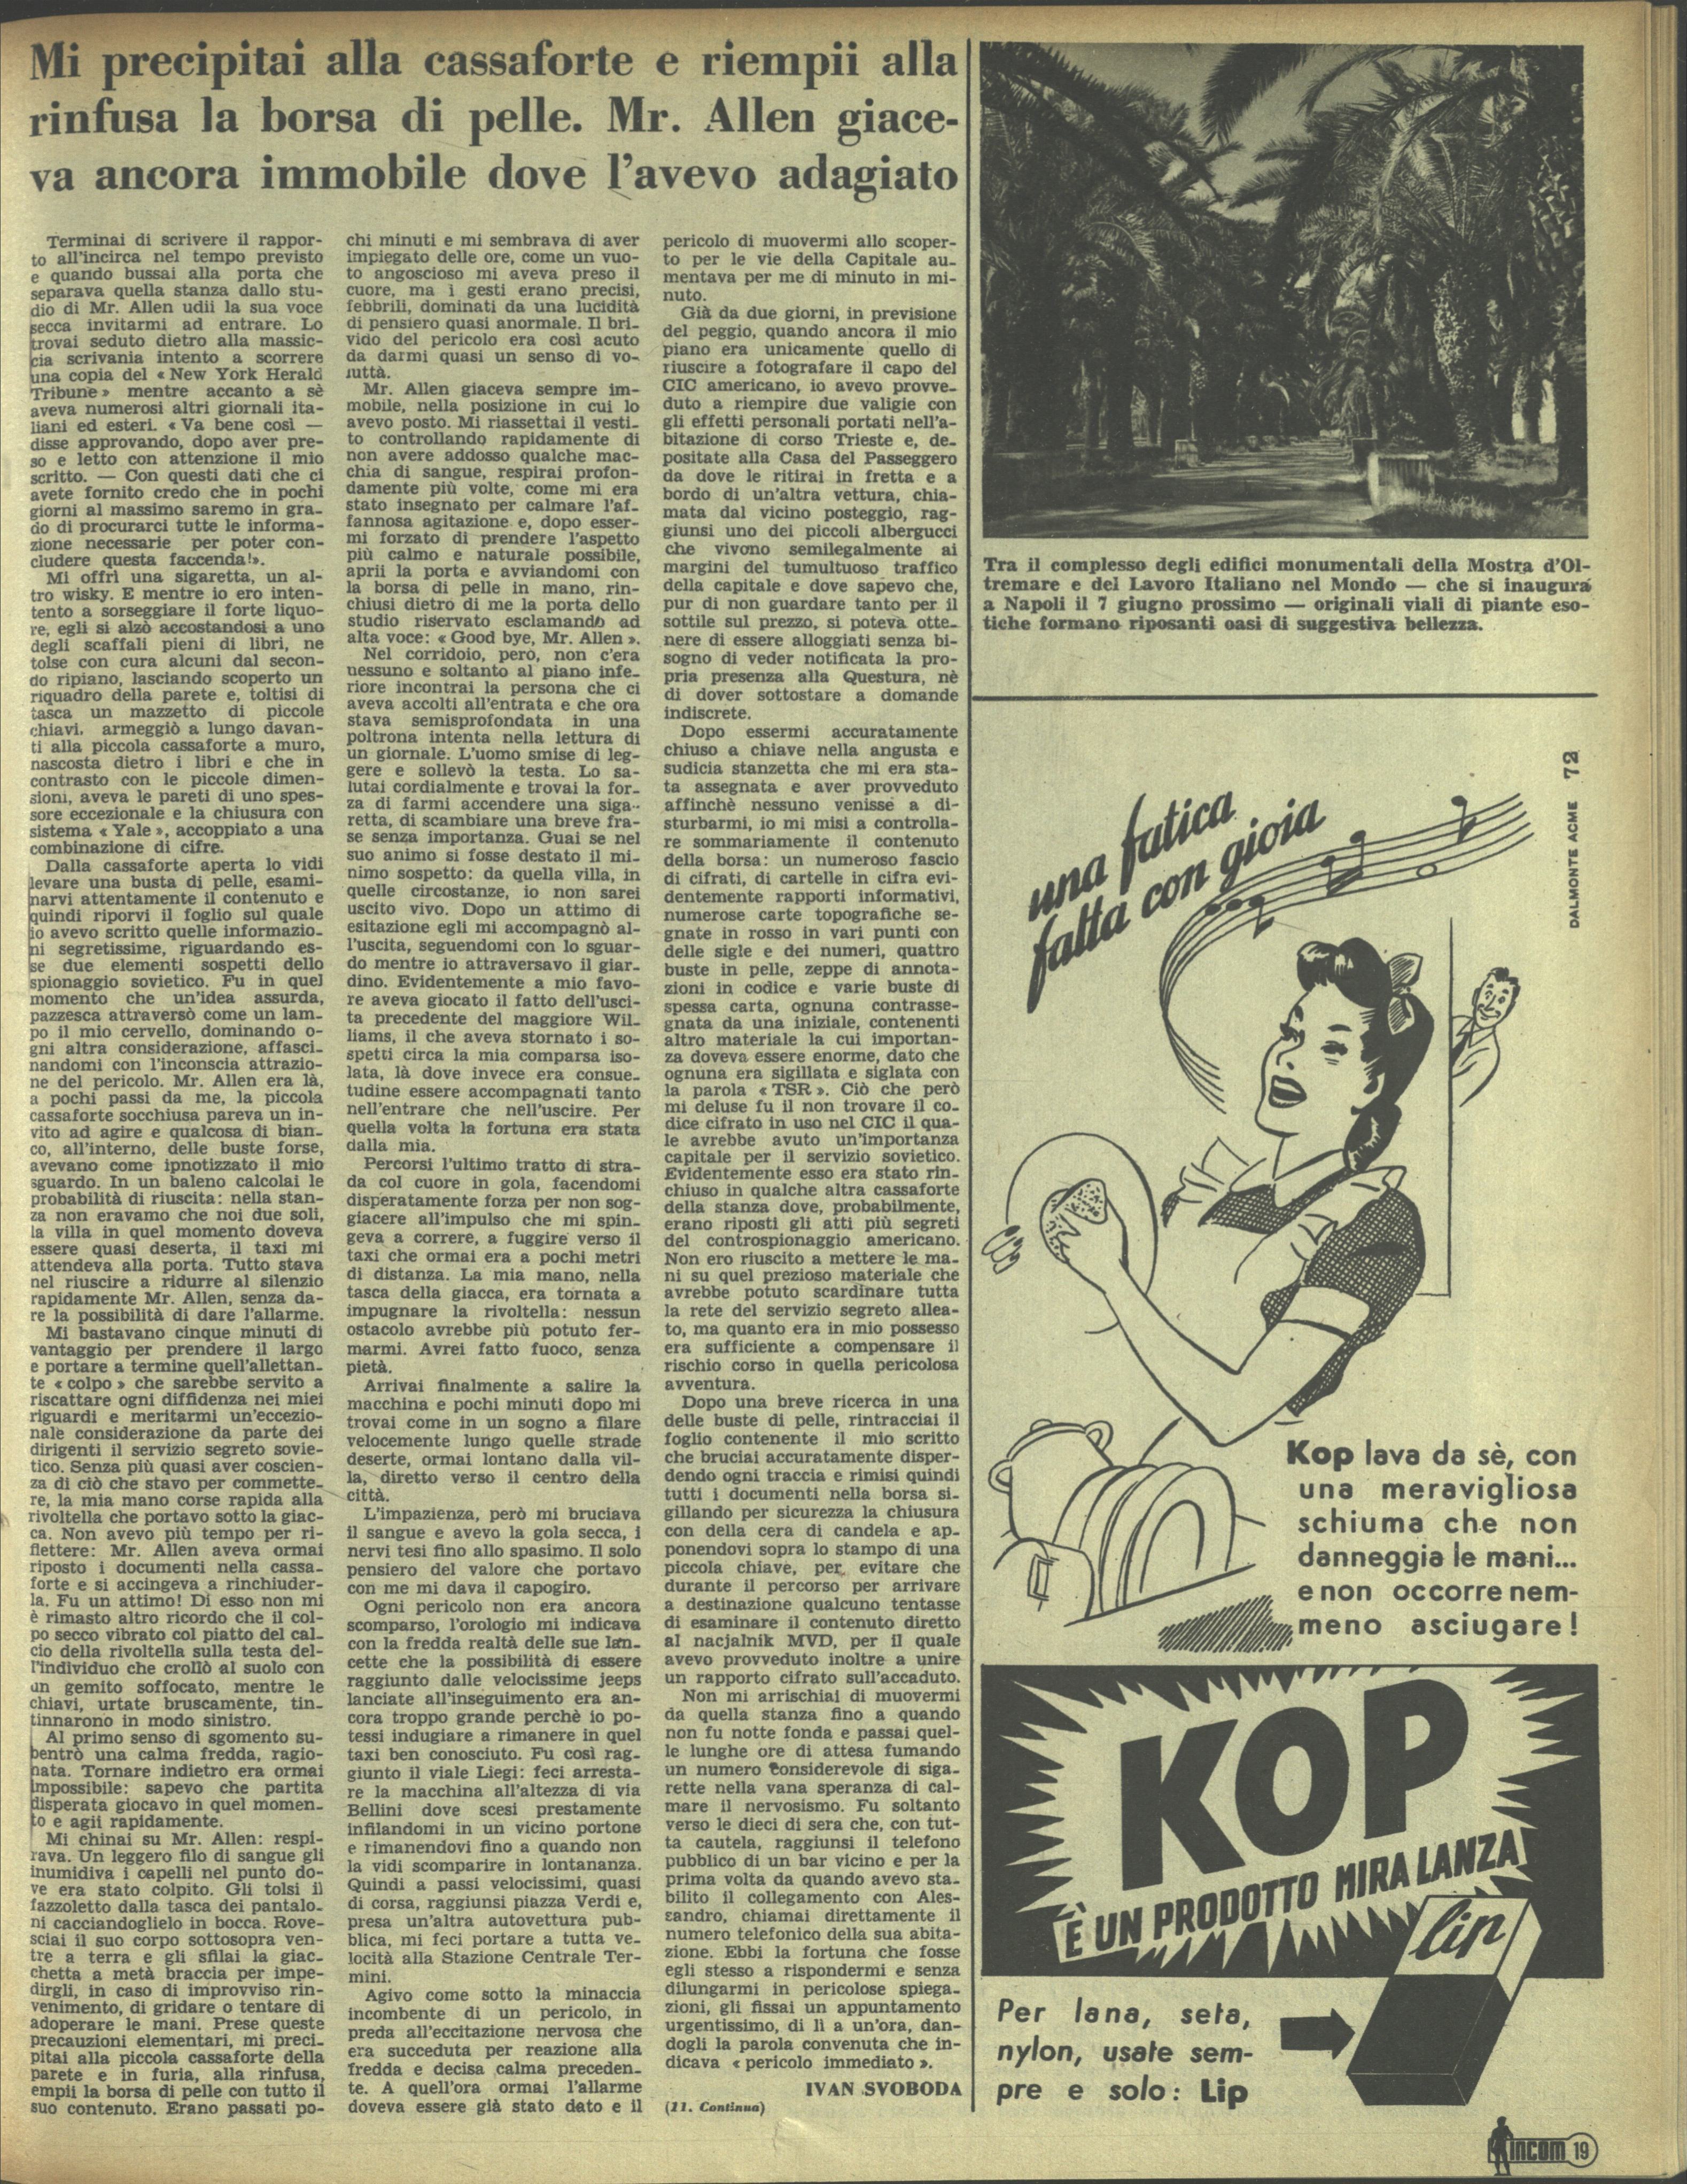 Mi precipitai alla cassaforte e riempii alla
rinfusa la borsa di pelle. Mr. Allen giace-
va ancora immobile dove l'avevo adagiato
Terminai di scrivere il rappor-
to all'incirca nel tempo previsto
e quando bussai alla porta che
separava quella stanza dallo stu-
dio di Mr. Allen udii la sua voce
secca invitarmi ad entrare. Lo
trovai seduto dietro alla massic-
cia scrivania intento a scorrere
una copia del « New York Herald
Tribune » mentre accanto a sè
aveva numerosi altri giornali ita-
liani ed esteri. « Va bene così —
disse approvando, dopo aver pre-
so e letto con attenzione il mio
scritto. — Con questi dati che ci
avete fornito credo che in pochi
giorni al massimo saremo in gra-
do di procurarci tutte le informa-
zione necessarie per poter con-
cludere questa faccenda!».
Mi offrì una sigaretta, un al-
tro wisky. E mentre io ero inten-
tento a sorseggiare il forte liquo-
re, egli si alzò accostandosi a uno
degli scaffali pieni di libri, ne
tolse con cura alcuni dal secon-
do ripiano, lasciando scoperto un
riquadro della parete e, toltisi di
tasca un mazzetto di piccole
chiavi, armeggiò a lungo davan-
ti alla piccola cassaforte a muro,
nascosta dietro i libri e che in
contrasto con le piccole dimen-
sioni, aveva le pareti di uno spes-
sore eccezionale e la chiusura con
sistema « Yale », accoppiato a una
combinazione di cifre.
Dalla cassaforte aperta lo vidi
levare una busta di pelle, esami-
narvi attentamente il contenuto e
quindi riporvi il foglio sul quale
io avevo scritto quelle informazio-
ni segretissime, riguardando es-
se due elementi sospetti dello
spionaggio sovietico. Fu in quel
momento che un'idea assurda,
pazzesca attraversò come un lam-
po il mio cervello, dominando o-
gni altra considerazione, affasci-
nandomi con l'inconscia attrazio-
ne del pericolo. Mr. Allen era là,
a pochi passi da me, la piccola
cassaforte socchiusa pareva un in-
vito ad agire e qualcosa di bian-
co, all'interno, delle buste forse,
avevano come ipnotizzato il mio
sguardo. In un baleno calcolai le
probabilità di riuscita: nella stan-
za non eravamo che noi due soli,
la villa in quel momento doveva
essere quasi deserta, il taxi mi
attendeva alla porta. Tutto stava
nel riuscire a ridurre al silenzio
rapidamente Mr. Allen, senza da-
re la possibilità di dare l'allarme.
Mi bastavano cinque minuti di
vantaggio per prendere il largo
e portare a termine quell'allettan-
te « colpo » che sarebbe servito a
riscattare ogni diffidenza nei miei
riguardi e meritarmi un'eccezio-
nale considerazione da parte dei
dirigenti il servizio segreto sovie-
tico. Senza più quasi aver coscien-
za di ciò che stavo per commette-
re, la mia mano corse rapida alla
rivoltella che portavo sotto la giac-
ca. Non avevo più tempo per ri-
flettere: Mr. Allen aveva ormai
riposto i documenti nella cassa-
forte e si accingeva a rinchiuder-
la. Fu un attimo! Di esso non mi
è rimasto altro ricordo che il col-
po secco vibrato col piatto del cal-
cio della rivoltella sulla testa del-
l'individuo che crollò al suolo con
un gemito soffocato, mentre le
chiavi, urtate bruscamente, tin-
tinnarono in modo sinistro.
Al primo senso di sgomento su-
bentrò una calma fredda, ragio-
nata. Tornare indietro era ormai
impossibile: sapevo che partita
disperata giocavo in quel momen-
to e agii rapidamente.
Mi chinai su Mr. Allen: respi-
rava. Un leggero filo di sangue gli
inumidiva i capelli nel punto do-
ve era stato colpito. Gli tolsi il
fazzoletto dalla tasca dei pantalo-
ni cacciandoglielo in bocca. Rove-
sciai il suo corpo sottosopra ven-
tre a terra e gli sfilai la giac-
chetta a metà braccia per impe-
dirgli, in caso di improvviso rin-
venimento, di gridare o tentare di
adoperare le mani. Prese queste
precauzioni elementari, mi preci-
pitai alla piccola cassaforte della
parete e in furia, alla rinfusa,
empii la borsa di pelle con tutto il
suo contenuto. Erano passati po-
chi minuti e mi sembrava di aver
impiegato delle ore, come un vuo-
to angoscioso mi aveva preso il
cuore, ma i gesti erano precisi,
febbrili, dominati da una lucidità
di pensiero quasi anormale. Il bri-
vido del pericolo era così acuto
da darmi quasi un senso di vo-
luttà.
Mr. Allen giaceva sempre im-
mobile, nella posizione in cui lo
avevo posto. Mi riassettai il vesti-
to controllando rapidamente di
non avere addosso qualche mac-
chia di sangue, respirai profon-
damente più volte, come mi era
stato insegnato per calmare l'af-
fannosa agitazione e, dopo esser-
mi forzato di prendere l'aspetto
più calmo e naturale possibile,
aprii la porta e avviandomi con
la borsa di pelle in mano, rin-
chiusi dietro di me la porta dello
studio riservato esclamando ad
alta voce: « Good bye, Mr. Allen ».
Nel corridoio, però, non c'era
nessuno e soltanto al piano infe-
riore incontrai la persona che ci
aveva accolti all'entrata e che ora
stava semisprofondata in una
poltrona intenta nella lettura di
un giornale. L'uomo smise di leg-
gere e sollevò la testa. Lo sa-
lutai cordialmente e trovai la for-
za di farmi accendere una siga-
retta, di scambiare una breve fra-
se senza importanza. Guai se nel
suo animo si fosse destato il mi-
nimo sospetto: da quella villa, in
quelle circostanze, io non sarei
uscito vivo. Dopo un attimo di
esitazione egli mi accompagnò al-
l'uscita, seguendomi con lo sguar-
do mentre io attraversavo il giar-
dino. Evidentemente a mio favo-
re aveva giocato il fatto dell'usci-
ta precedente del maggiore Wil-
liams, il che aveva stornato i so-
spetti circa la mia comparsa iso-
lata, là dove invece era consue-
tudine essere accompagnati tanto
nell'entrare che nell'uscire. Per
quella volta la fortuna era stata
dalla mia.
Percorsi l'ultimo tratto di stra-
da col cuore in gola, facendomi
disperatamente forza per non sog-
giacere all'impulso che mi spin-
geva a correre, a fuggire verso il
taxi che ormai era a pochi metri
di distanza. La mia mano, nella
tasca della giacca, era tornata a
impugnare la rivoltella: nessun
ostacolo avrebbe più potuto fer-
marmi. Avrei fatto fuoco, senza
pietà.
Arrivai finalmente a salire la
macchina e pochi minuti dopo mi
trovai come in un sogno a filare
velocemente lungo quelle strade
deserte, ormai lontano dalla vil-
la, diretto verso il centro della
città.
L'impazienza, però mi bruciava
il sangue e avevo la gola secca, i
nervi tesi fino allo spasimo. Il solo
pensiero del valore che portavo
con me mi dava il capogiro.
Ogni pericolo non era ancora
scomparso, l'orologio mi indicava
con la fredda realtà delle sue lan-
cette che la possibilità di essere
raggiunto dalle velocissime jeeps
lanciate all'inseguimento era an-
cora troppo grande perchè io po-
tessi indugiare a rimanere in quel
taxi ben conosciuto. Fu così rag-
giunto il viale Liegi: feci arresta-
re la macchina all'altezza di via
Bellini dove scesi prestamente
infilandomi in un vicino portone
e rimanendovi fino a quando non
la vidi scomparire in lontananza.
Quindi a passi velocissimi, quasi
di corsa, raggiunsi piazza Verdi e,
presa un'altra autovettura pub-
blica, mi feci portare a tutta ve-
locità alla Stazione Centrale Ter-
mini.
Agivo come sotto la minaccia
incombente di un pericolo, in
preda all'eccitazione nervosa che
era succeduta per reazione alla
fredda e decisa calma preceden-
te. A quell'ora ormai l'allarme
doveva essere già stato dato e il
pericolo di muovermi allo scoper-
to per le vie della Capitale au-
mentava per me di minuto in mi-
nuto.
Già da due giorni, in previsione
del peggio, quando ancora il mio
piano era unicamente quello di
riuscire a fotografare il capo del
CIC americano, io avevo provve-
duto a riempire due valigie con
gli effetti personali portati nell'a-
bitazione di corso Trieste e, de-
positate alla Casa del Passeggero
da dove le ritirai in fretta e a
bordo di un'altra vettura, chia-
mata dal vicino posteggio, rag-
giunsi uno dei piccoli albergucci
che vivono semilegalmente ai
margini del tumultuoso traffico
della capitale e dove sapevo che,
pur di non guardare tanto per il
sottile sul prezzo, si poteva otte-
nere di essere alloggiati senza bi-
sogno di veder notificata la pro-
pria presenza alla Questura, nè
di dover sottostare a domande
indiscrete.
Dopo essermi accuratamente
chiuso a chiave nella angusta e
sudicia stanzetta che mi era sta-
ta assegnata e aver provveduto
affinchè nessuno venisse a di-
sturbarmi, io mi misi a controlla-
re sommariamente il contenuto
della borsa: un numeroso fascio
di cifrati, di cartelle in cifra evi-
dentemente rapporti informativi,
numerose carte topografiche se-
gnate in rosso in vari punti con
delle sigle e dei numeri, quattro
buste in pelle, zeppe di annota-
zioni in codice e varie buste di
spessa carta, ognuna contrasse-
gnata da una iniziale, contenenti
altro materiale la cui importan-
za doveva essere enorme, dato che
ognuna era sigillata e siglata con
la parola « TSR ». Ciò che però
mi deluse fu il non trovare il co-
dice cifrato in uso nel CIC il qua-
le avrebbe avuto un'importanza
capitale per il servizio sovietico.
Evidentemente esso era stato rin-
chiuso in qualche altra cassaforte
della stanza dove, probabilmente,
erano riposti gli atti più segreti
del controspionaggio americano.
Non ero riuscito a mettere le ma-
ni su quel prezioso materiale che
avrebbe potuto scardinare tutta
la rete del servizio segreto allea-
to, ma quanto era in mio possesso
era sufficiente a compensare il
rischio corso in quella pericolosa
avventura.
Dopo una breve ricerca in una
delle buste di pelle, rintracciai il
foglio contenente il mio scritto
che bruciai accuratamente disper-
dendo ogni traccia e rimisi quindi
tutti i documenti nella borsa si-
gillando per sicurezza la chiusura
con della cera di candela e ap-
ponendovi sopra lo stampo di una
piccola chiave, per evitare che
durante il percorso per arrivare
a destinazione qualcuno tentasse
di esaminare il contenuto diretto
al nacjalnik MVD, per il quale
avevo provveduto inoltre a unire
un rapporto cifrato sull'accaduto.
Non mi arrischiai di muovermi
da quella stanza fino a quando
non fu notte fonda e passai quel-
le lunghe ore di attesa fumando
un numero considerevole di siga-
rette nella vana speranza di cal-
mare il nervosismo. Fu soltanto
verso le dieci di sera che, con tut-
ta cautela, raggiunsi il telefono
pubblico di un bar vicino e per la
prima volta da quando avevo sta-
bilito il collegamento con Ales-
sandro, chiamai direttamente il
numero telefonico della sua abita-
zione. Ebbi la fortuna che fosse
egli stesso a rispondermi e senza
dilungarmi in pericolose spiega-
zioni, gli fissai un appuntamento
urgentissimo, di lì a un'ora, dan-
dogli la parola convenuta che in-
dicava « pericolo immediato ».
IVAN SVOBODA
(11. Continua)
Tra il complesso degli edifici monumentali della Mostra d'Ol-
tremare e del Lavoro Italiano nel Mondo — che si inaugura
a Napoli il 7 giugno prossimo — originali viali di piante eso-
tiche formano riposanti oasi di suggestiva bellezza.
DALMONTE ACME 72
una fatica
fatta con gioia
Kop lava da sè, con
una meravigliosa
schiuma che non
danneggia le mani...
e non occorre nem-
meno asciugare!
KOP
È UN PRODOTTO MIRA LANZA
lip
Per lana, seta,
nylon, usate sem-
pre e solo: Lip
INCOM 19